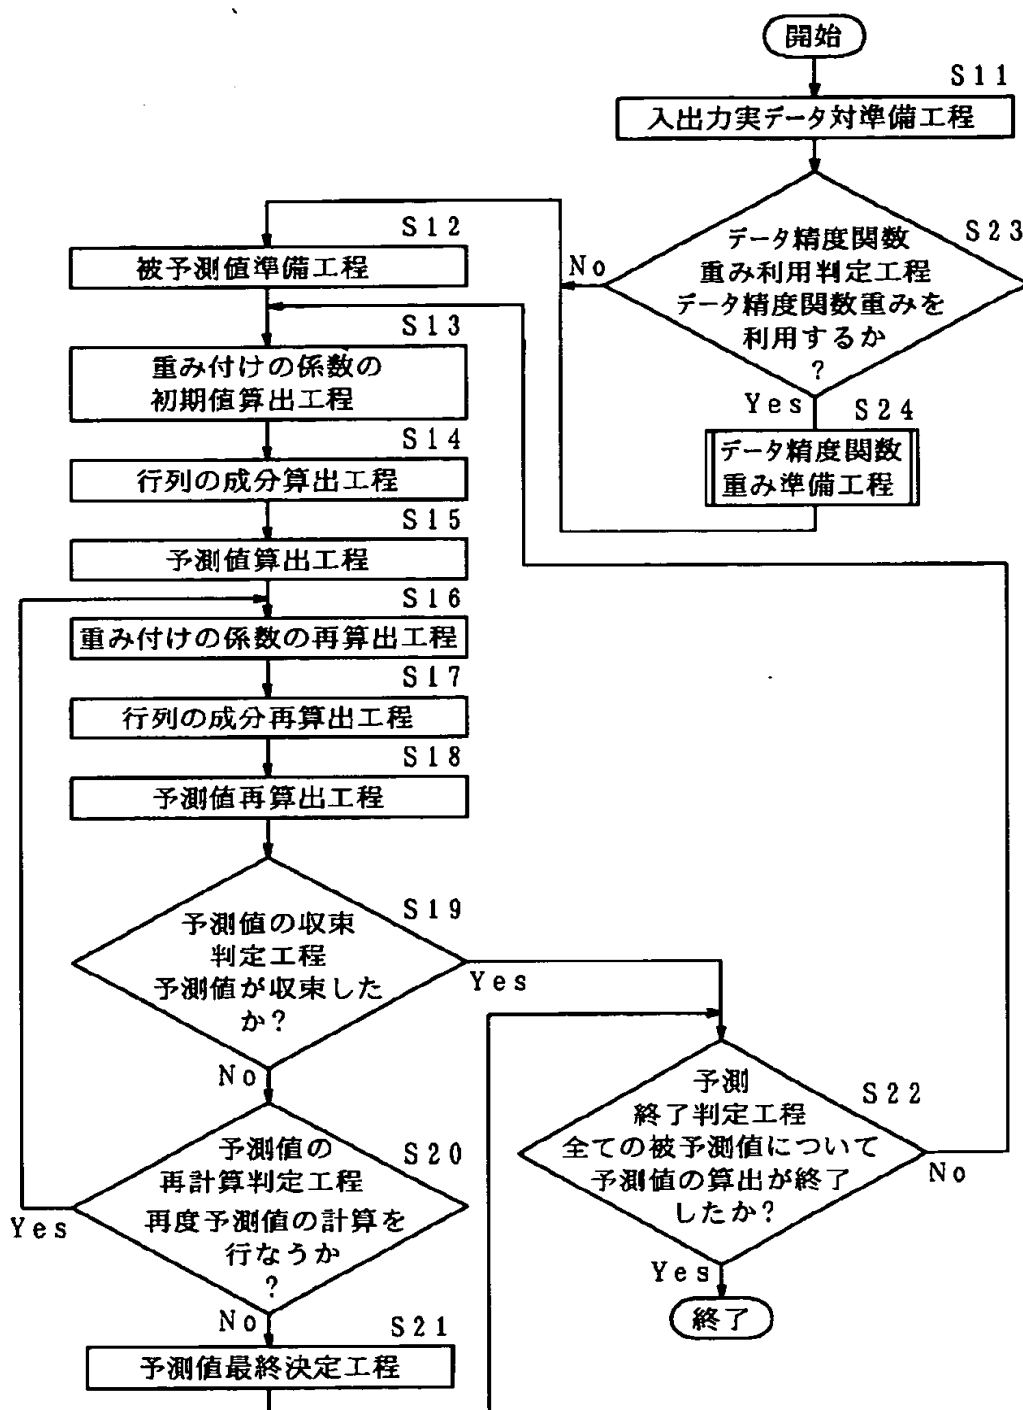 開始
S11
入出力実データ対準備工程
S23
データ精度関数
重み利用判定工程
データ精度関数重みを
利用するか
?
No
Yes
S24
データ精度関数
重み準備工程
S12
被予測値準備工程
S13
重み付けの係数の
初期値算出工程
S14
行列の成分算出工程
S15
予測値算出工程
S16
重み付けの係数の再算出工程
S17
行列の成分再算出工程
S18
予測値再算出工程
S19
予測値の収束
判定工程
予測値が収束した
か?
Yes
No
S20
予測値の
再計算判定工程
再度予測値の計算を
行なうか
?
Yes
No
S21
予測値最終決定工程
S22
予測
終了判定工程
全ての被予測値について
予測値の算出が終了
したか?
No
Yes
終了